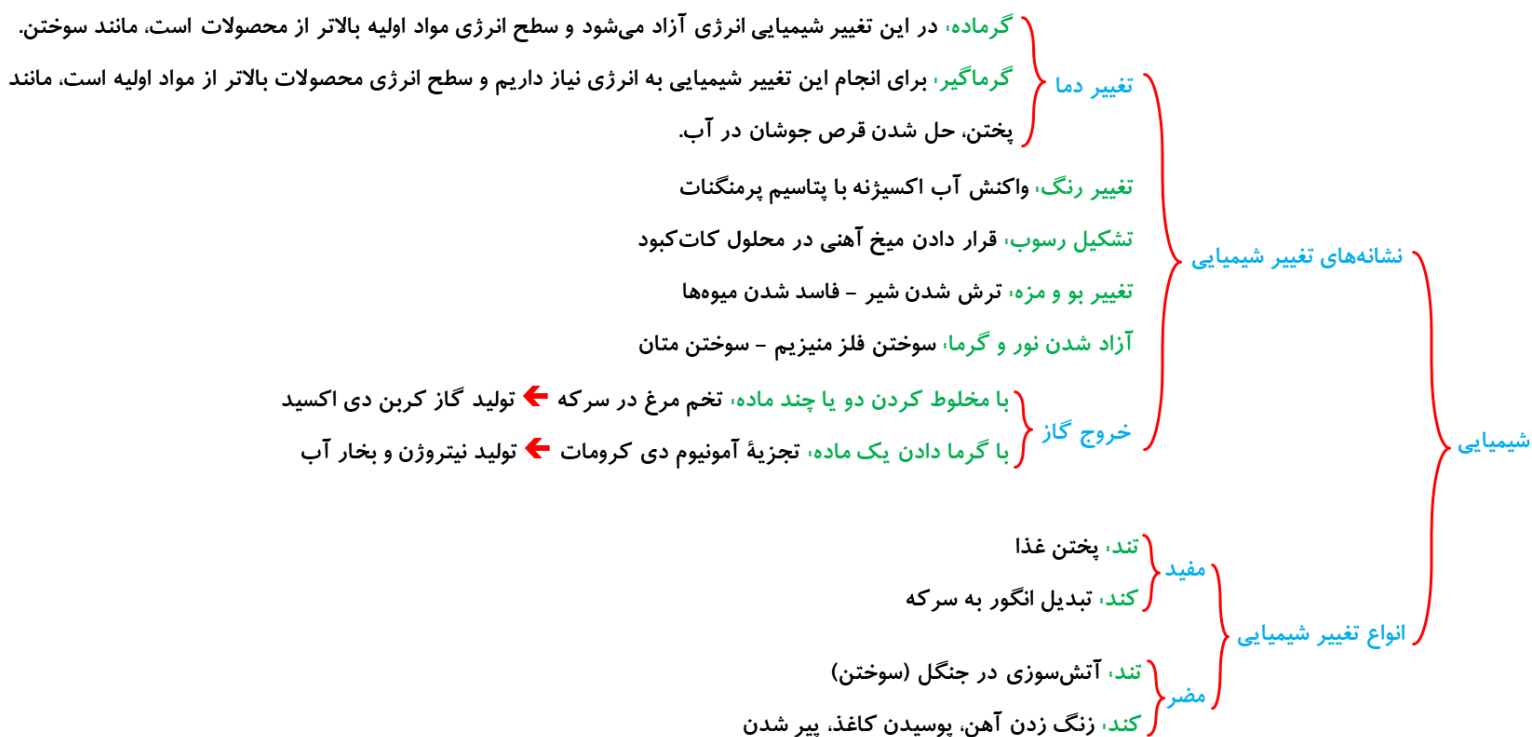 شیمیایی
نشانه‌های تغییر شیمیایی
تغییر دما
گرماده: در این تغییر شیمیایی انرژی آزاد می‌شود و سطح انرژی مواد اولیه بالاتر از محصولات است، مانند سوختن.
گرماگیر: برای انجام این تغییر شیمیایی به انرژی نیاز داریم و سطح انرژی محصولات بالاتر از مواد اولیه است، مانند
پختن، حل شدن قرص جوشان در آب.
تغییر رنگ: واکنش آب اکسیژنه با پتاسیم پرمنگنات
تشکیل رسوب: قرار دادن میخ آهنی در محلول کات‌کبود
تغییر بو و مزه: ترش شدن شیر – فاسد شدن میوه‌ها
آزاد شدن نور و گرما: سوختن فلز منیزیم – سوختن متان
خروج گاز
با مخلوط کردن دو یا چند ماده: تخم مرغ در سرکه ← تولید گاز کربن دی اکسید
با گرما دادن یک ماده: تجزیهٔ آمونیوم دی کرومات ← تولید نیتروژن و بخار آب
انواع تغییر شیمیایی
مفید
تند: پختن غذا
کند: تبدیل انگور به سرکه
مضر
تند: آتش‌سوزی در جنگل (سوختن)
کند: زنگ زدن آهن، پوسیدن کاغذ، پیر شدن